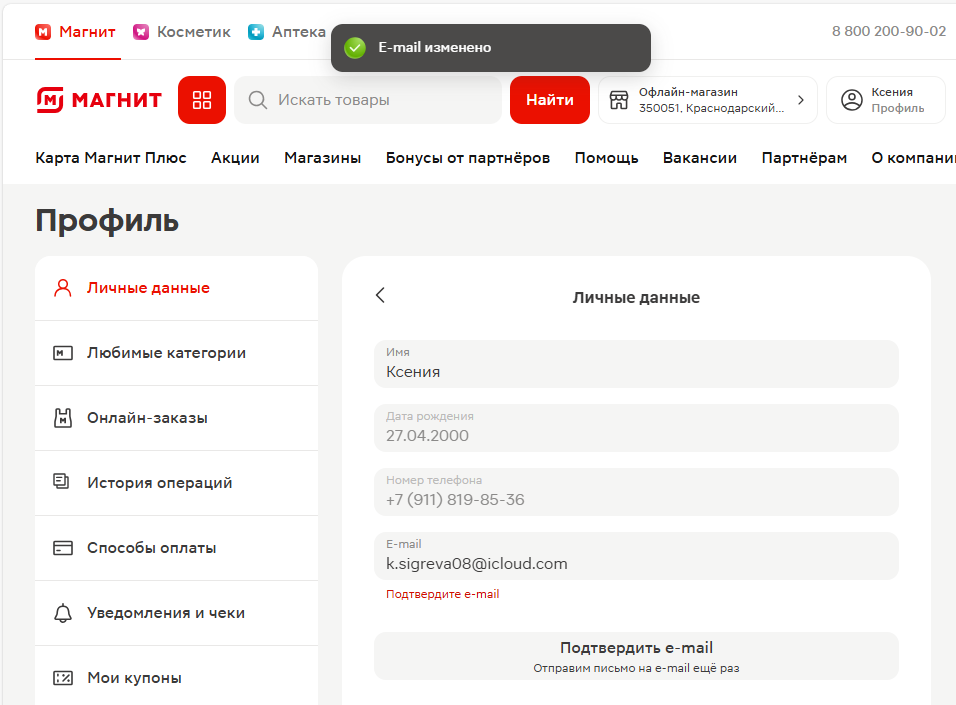 Магнит Косметик Аптека
E-mail изменено
8 800 200-90-02
МАГНИТ
Искать товары
Найти
Офлайн-магазин
350051, Краснодарский...
Ксения
Профиль
Карта Магнит Плюс Акции Магазины Бонусы от партнёров Помощь Вакансии Партнёрам О компани
Профиль
Личные данные
Любимые категории
Онлайн-заказы
История операций
Способы оплаты
Уведомления и чеки
Мои купоны
Личные данные
Имя
Ксения
Дата рождения
27.04.2000
Номер телефона
+7 (911) 819-85-36
E-mail
k.sigreva08@icloud.com
Подтвердите e-mail
Подтвердить e-mail
Отправим письмо на e-mail ещё раз